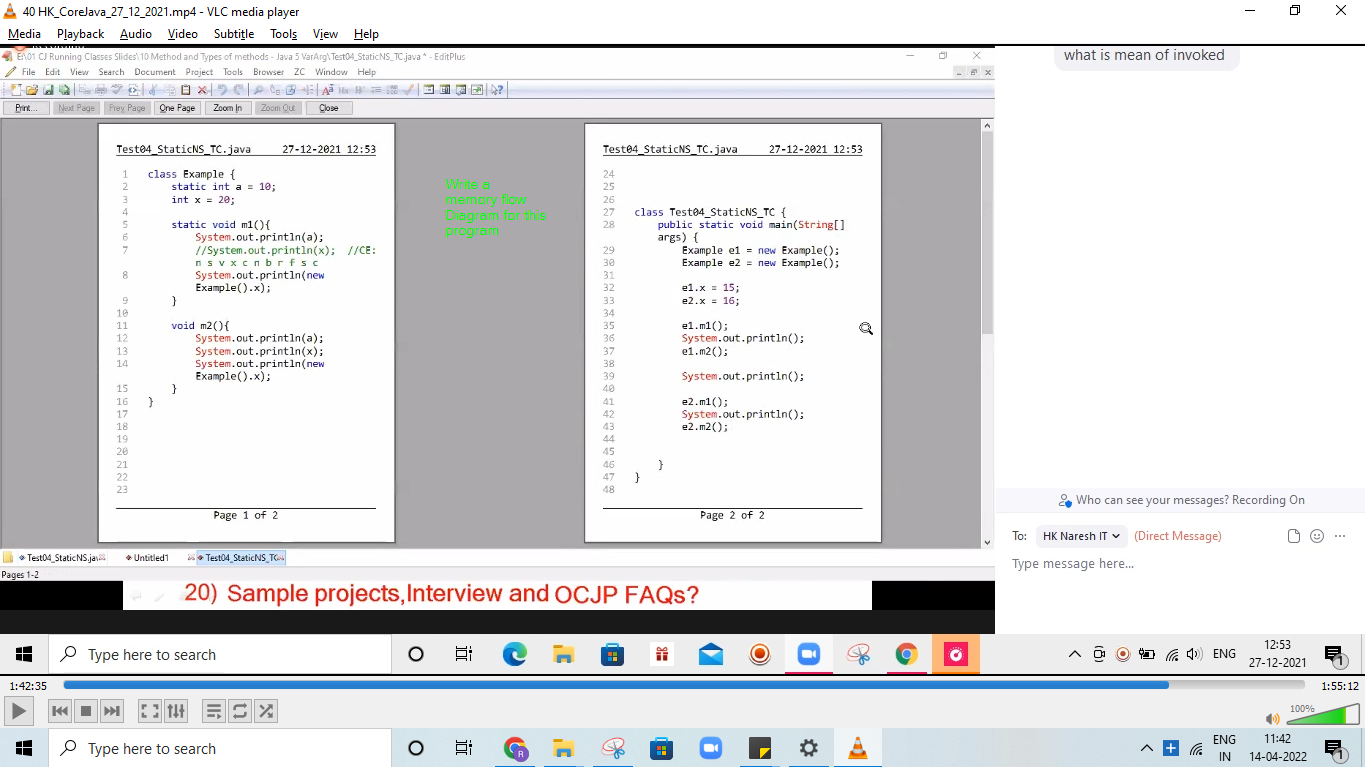 40 HK_CoreJava_27_12_2021.mp4 - VLC media player
Media Playback Audio Video Subtitle Tools View Help
E:\01 CJ Running Classes Slides\10 Method and Types of methods - Java 5 VarArg\Test04_StaticNS_TC.java * - EditPlus
File Edit View Search Document Project Tools Browser ZC Window Help
Print... Next Page Prev Page One Page Zoom In Zoom Out Close
Test04_StaticNS_TC.java 27-12-2021 12:53
1 class Example {
2 static int a = 10;
3 int x = 20;
4
5 static void m1(){
6 System.out.println(a);
7 //System.out.println(x); //CE:
n s v x c n b r f s c
8 System.out.println(new
Example().x);
9 }
10
11 void m2(){
12 System.out.println(a);
13 System.out.println(x);
14 System.out.println(new
Example().x);
15 }
16 }
17
18
19
20
21
22
23
Page 1 of 2
Write a
memory flow
Diagram for this
program
Test04_StaticNS_TC.java 27-12-2021 12:53
24
25
26
27 class Test04_StaticNS_TC {
28 public static void main(String[]
args) {
29 Example e1 = new Example();
30 Example e2 = new Example();
31
32 e1.x = 15;
33 e2.x = 16;
34
35 e1.m1();
36 System.out.println();
37 e1.m2();
38
39 System.out.println();
40
41 e2.m1();
42 System.out.println();
43 e2.m2();
44
45
46 }
47 }
48
Page 2 of 2
Test04_StaticNS.jav Untitled1 Test04_StaticNS_TC
Pages 1-2
20) Sample projects,Interview and OCJP FAQs?
what is mean of invoked
Who can see your messages? Recording On
To: HK Naresh IT (Direct Message)
Type message here...
Type here to search
ENG
12:53
27-12-2021
1
1:42:35
1:55:12
100%
Type here to search
ENG
IN
11:42
14-04-2022
1